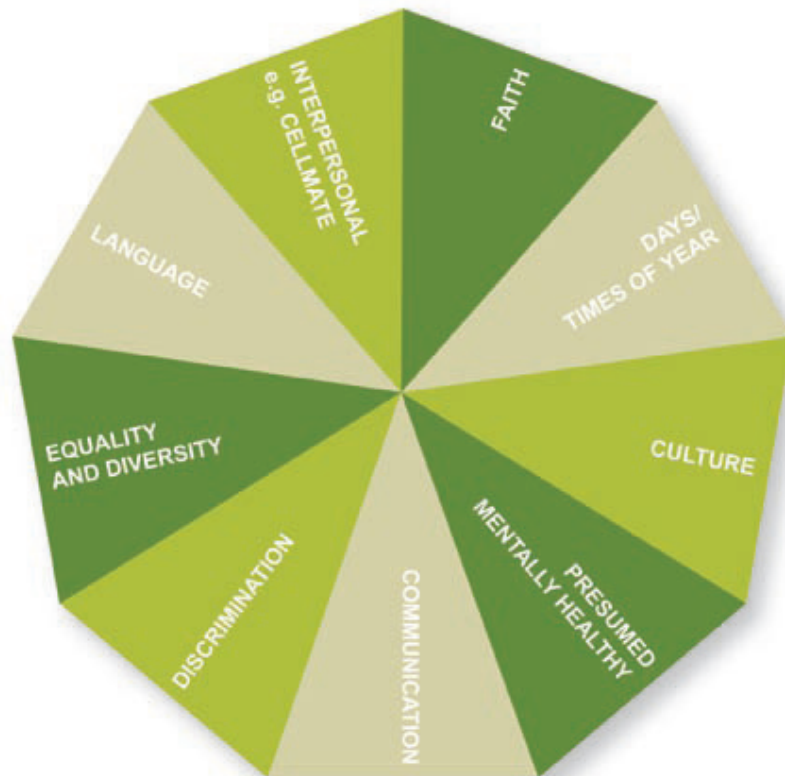 FAITH
DAYS/
TIMES OF YEAR
CULTURE
PRESUMED
MENTALLY HEALTHY
COMMUNICATION
DISCRIMINATION
EQUALITY
AND DIVERSITY
LANGUAGE
INTERPERSONAL
e.g. CELLMATE